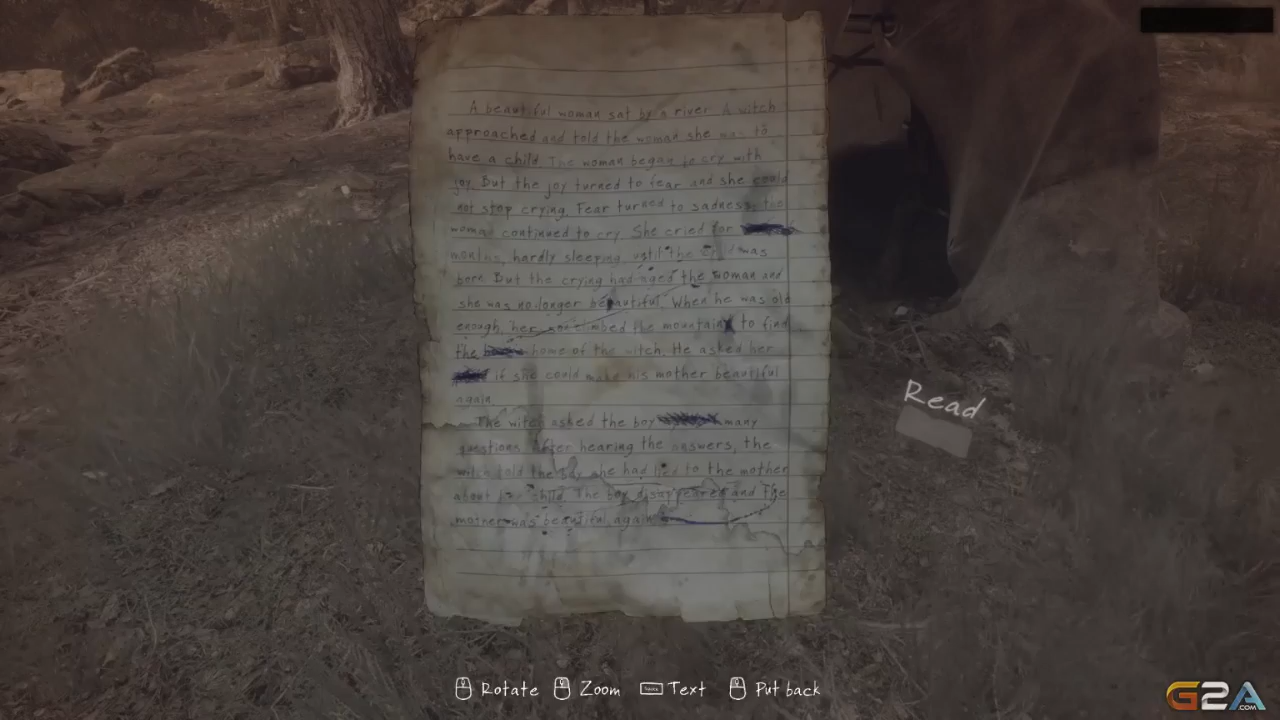 A beautiful woman sat by a river. A witch
approached and told the woman she was to
have a child. The woman began to cry with
joy. But the joy turned to fear and she could
not stop crying. Fear turned to sadness, the
woman continued to cry. She cried for
months, hardly sleeping, until the child was
born. But the crying had aged the woman and
she was no longer beautiful. When he was old
enough, her son climbed the mountain to find
the home of the witch. He asked her
if she could make his mother beautiful
again.
The witch asked the boy many
questions. After hearing the answers, the
witch told the boy she had lied to the mother
about her child. The boy disappeared and the
mother was beautiful again.
Read
Rotate Zoom Text Put back
G2A
.COM